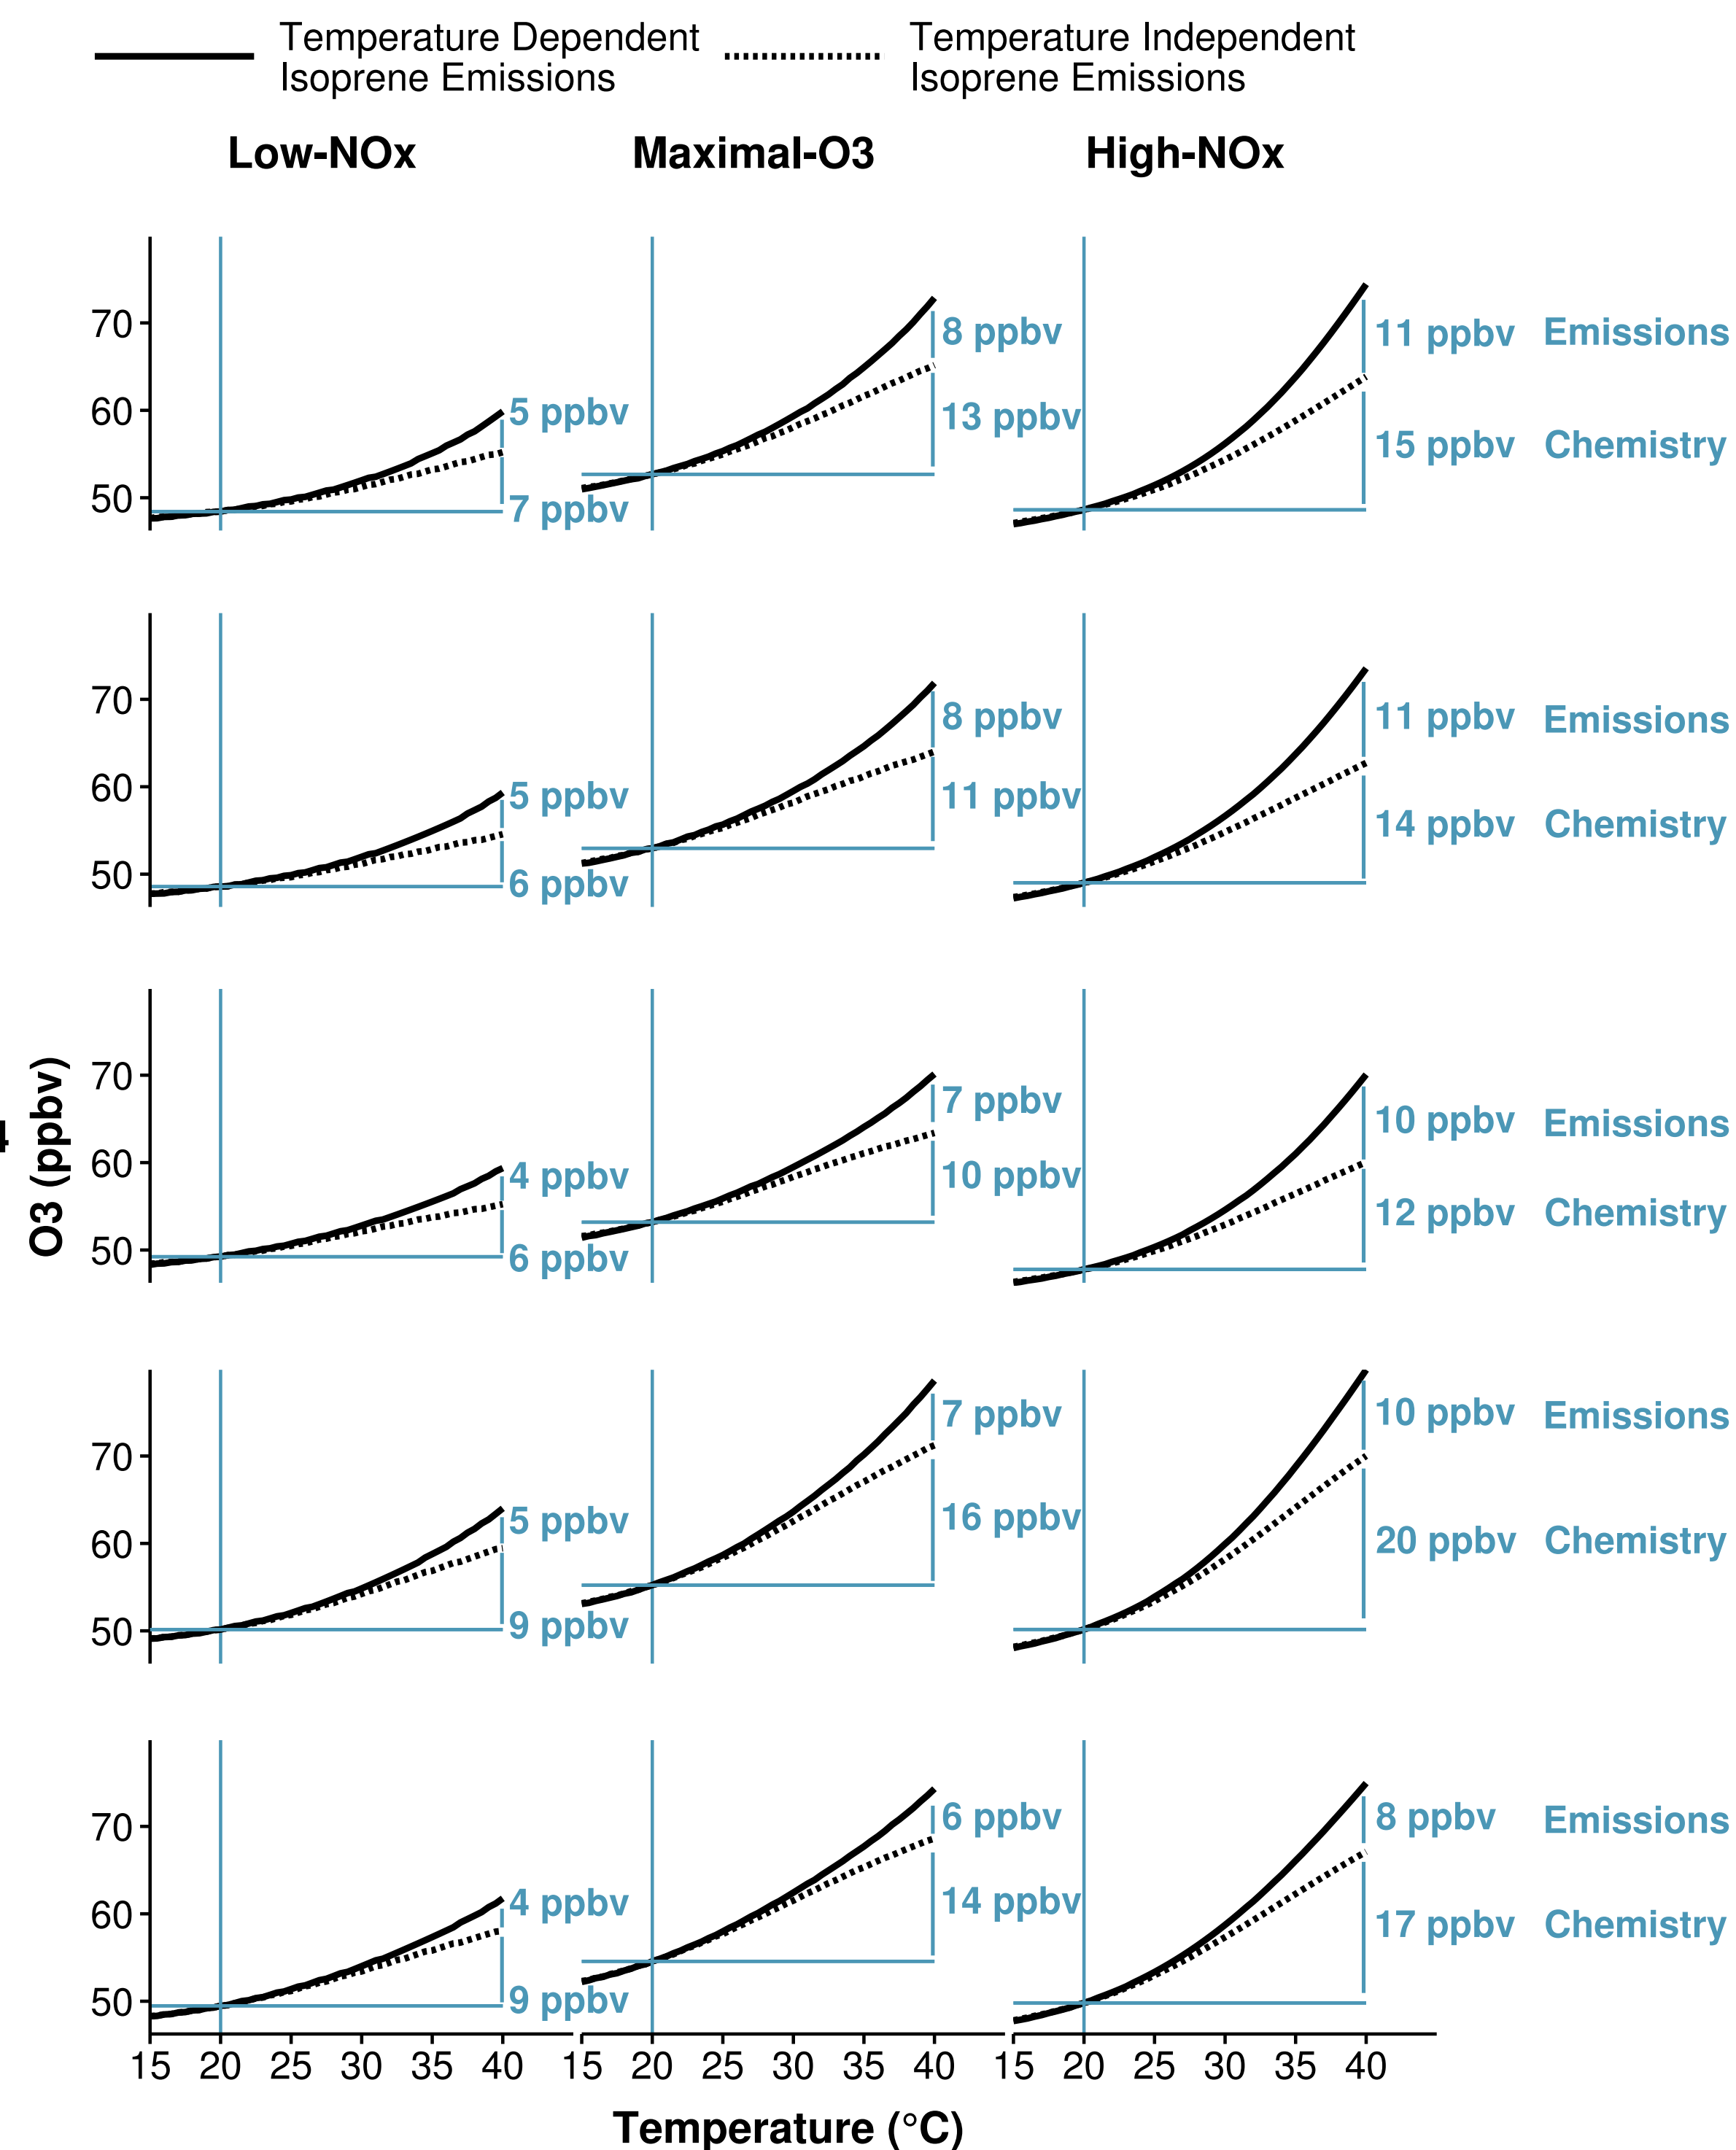 Temperature Dependent
Isoprene Emissions
Temperature Independent
Isoprene Emissions
Low-NOx
Maximal-O3
High-NOx
70
60
50
5 ppbv
7 ppbv
8 ppbv
13 ppbv
11 ppbv Emissions
15 ppbv Chemistry
70
60
50
5 ppbv
6 ppbv
8 ppbv
11 ppbv
11 ppbv Emissions
14 ppbv Chemistry
O3 (ppbv)
70
60
50
4 ppbv
6 ppbv
7 ppbv
10 ppbv
10 ppbv Emissions
12 ppbv Chemistry
70
60
50
5 ppbv
9 ppbv
7 ppbv
16 ppbv
10 ppbv Emissions
20 ppbv Chemistry
70
60
50
4 ppbv
9 ppbv
6 ppbv
14 ppbv
8 ppbv Emissions
17 ppbv Chemistry
15 20 25 30 35 40 15 20 25 30 35 40 15 20 25 30 35 40
Temperature (°C)